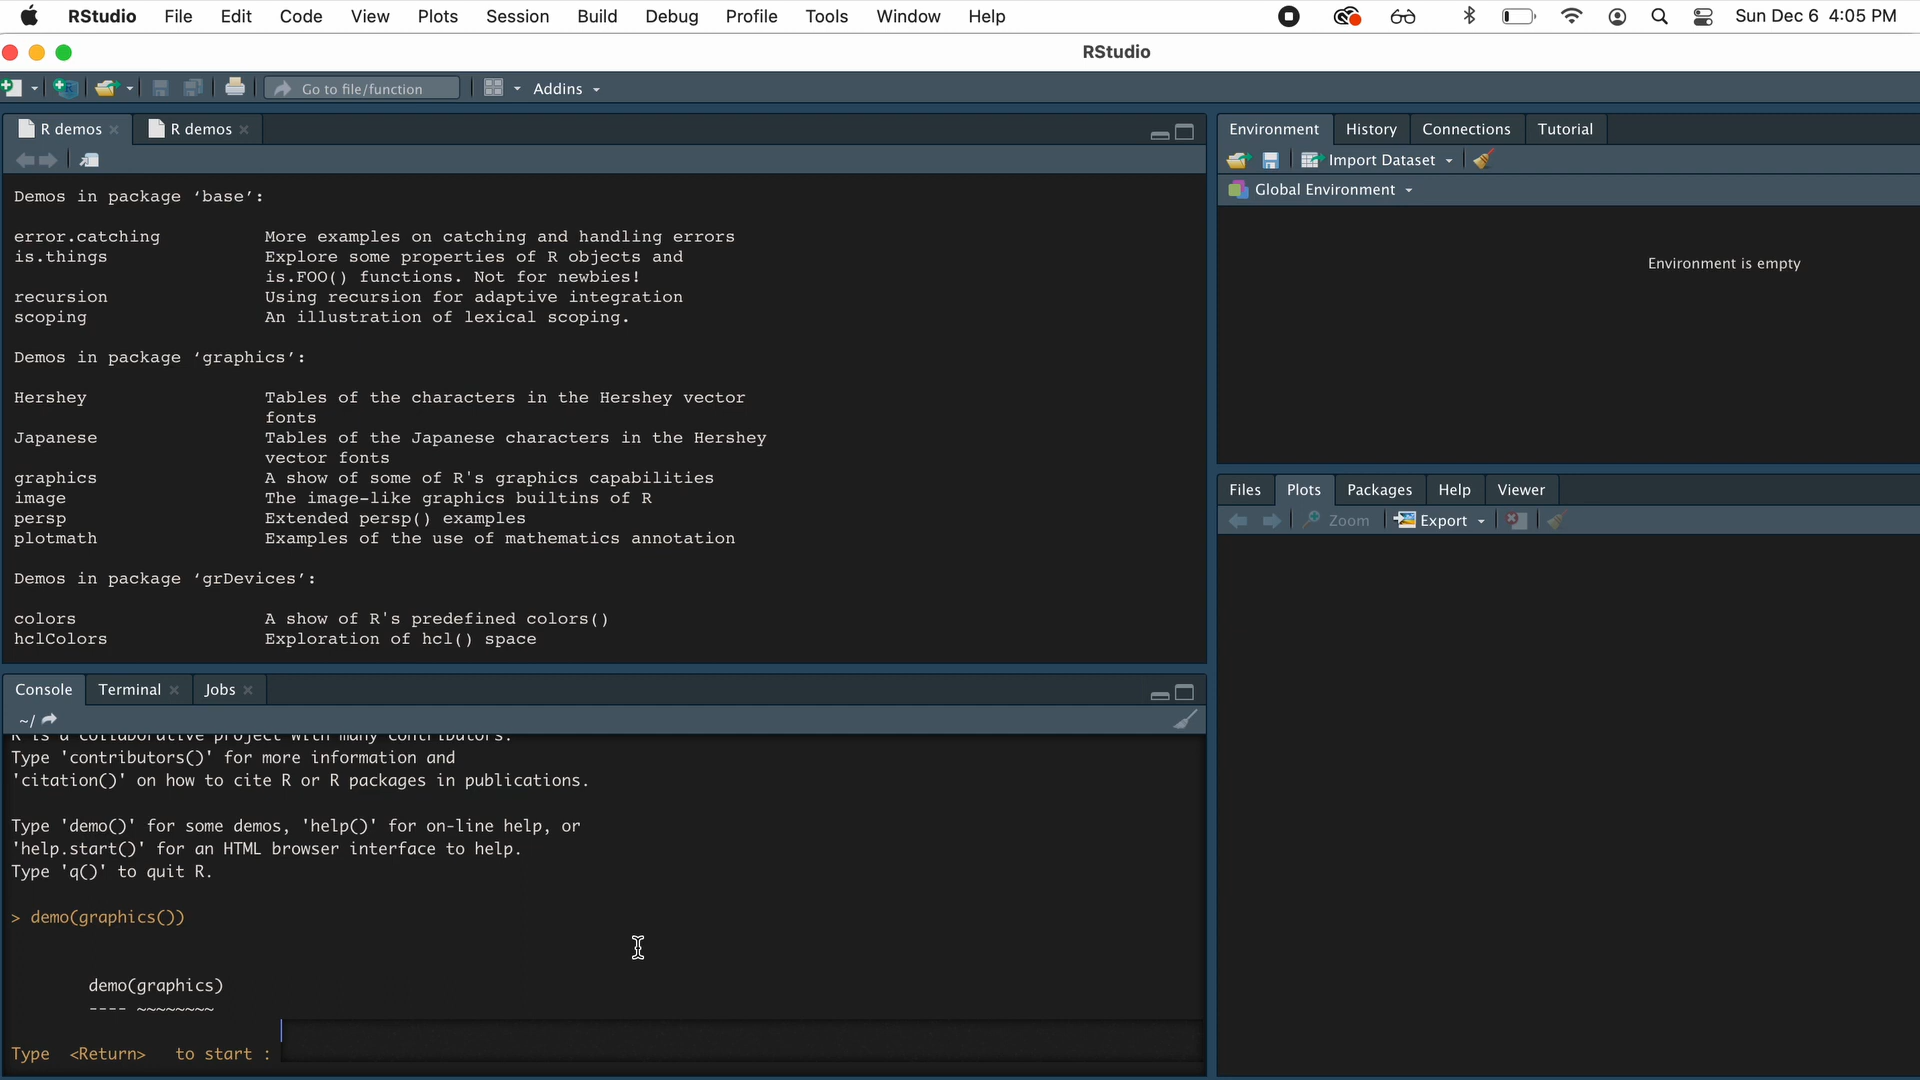 RStudio File Edit Code View Plots Session Build Debug Profile Tools Window Help Sun Dec 6 4:05 PM
RStudio
Go to file/function Addins
R demos R demos
Demos in package ‘base’:
error.catching More examples on catching and handling errors
is.things Explore some properties of R objects and
is.FOO() functions. Not for newbies!
recursion Using recursion for adaptive integration
scoping An illustration of lexical scoping.
Demos in package ‘graphics’:
Hershey Tables of the characters in the Hershey vector
fonts
Japanese Tables of the Japanese characters in the Hershey
vector fonts
graphics A show of some of R's graphics capabilities
image The image-like graphics builtins of R
persp Extended persp() examples
plotmath Examples of the use of mathematics annotation
Demos in package ‘grDevices’:
colors A show of R's predefined colors()
hclColors Exploration of hcl() space
Console Terminal Jobs
~/
R is a collaborative project with many contributors.
Type 'contributors()' for more information and
'citation()' on how to cite R or R packages in publications.
Type 'demo()' for some demos, 'help()' for on-line help, or
'help.start()' for an HTML browser interface to help.
Type 'q()' to quit R.
> demo(graphics())
demo(graphics)
---- ~~~~~~~~
Type <Return> to start :
Environment History Connections Tutorial
Import Dataset
Global Environment
Environment is empty
Files Plots Packages Help Viewer
Zoom Export